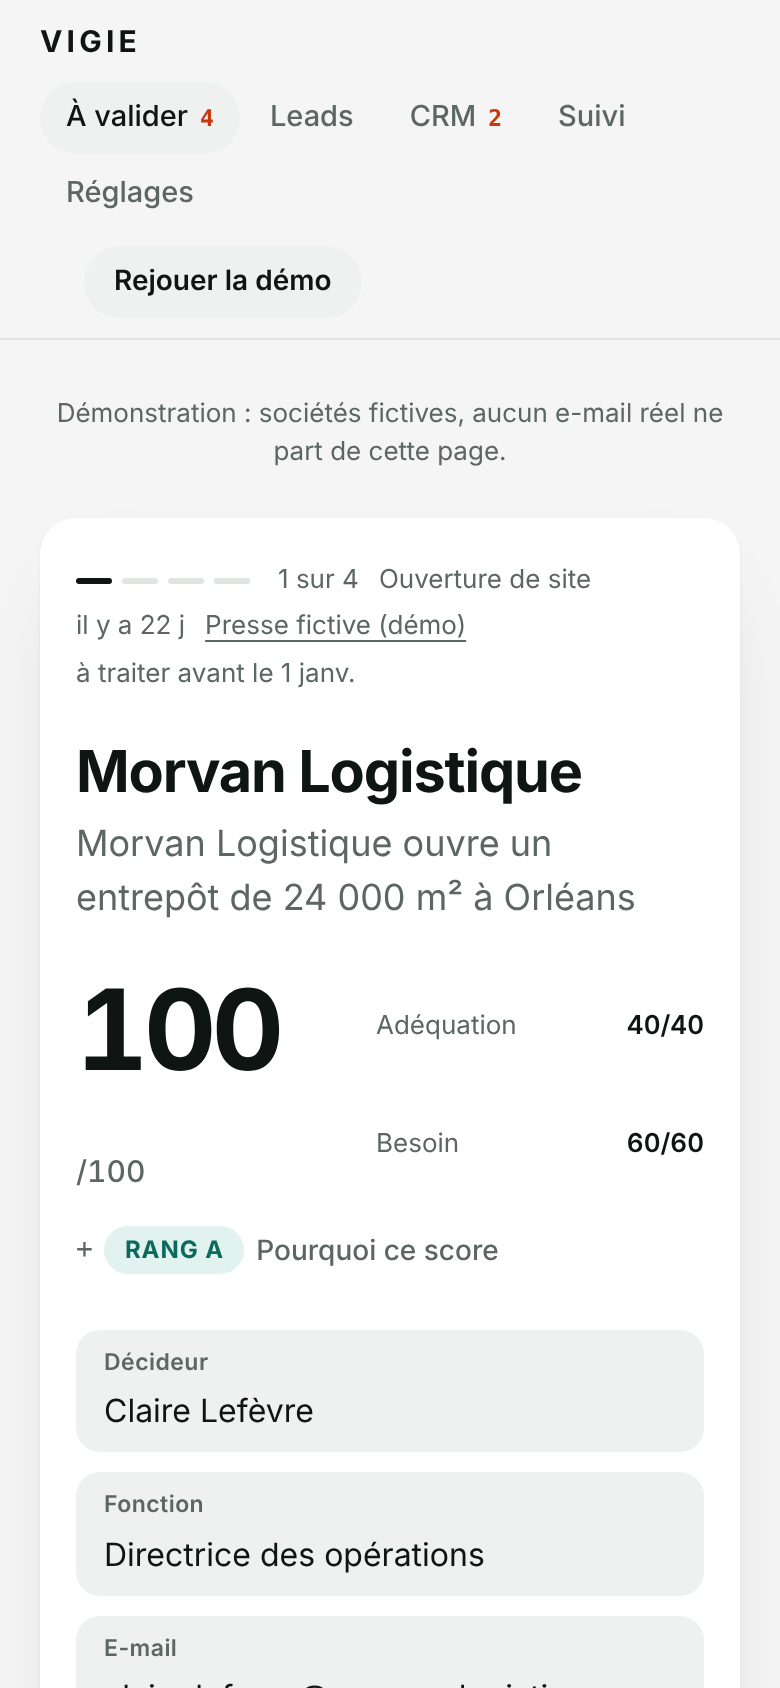 VIGIE
À valider 4 Leads CRM 2 Suivi
Réglages
Rejouer la démo
Démonstration : sociétés fictives, aucun e-mail réel ne
part de cette page.
1 sur 4 Ouverture de site
il y a 22 j Presse fictive (démo)
à traiter avant le 1 janv.
Morvan Logistique
Morvan Logistique ouvre un
entrepôt de 24 000 m² à Orléans
100
/100
Adéquation 40/40
Besoin 60/60
+ RANG A Pourquoi ce score
Décideur
Claire Lefèvre
Fonction
Directrice des opérations
E-mail